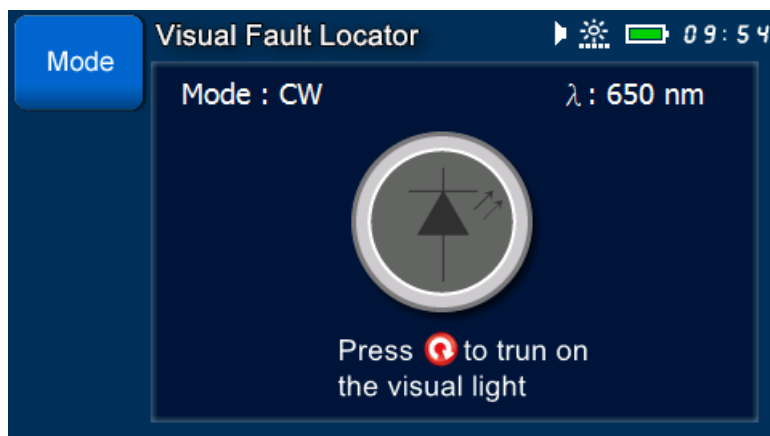 Mode
Visual Fault Locator
09:54
Mode : CW
λ : 650 nm
Press to trun on
the visual light